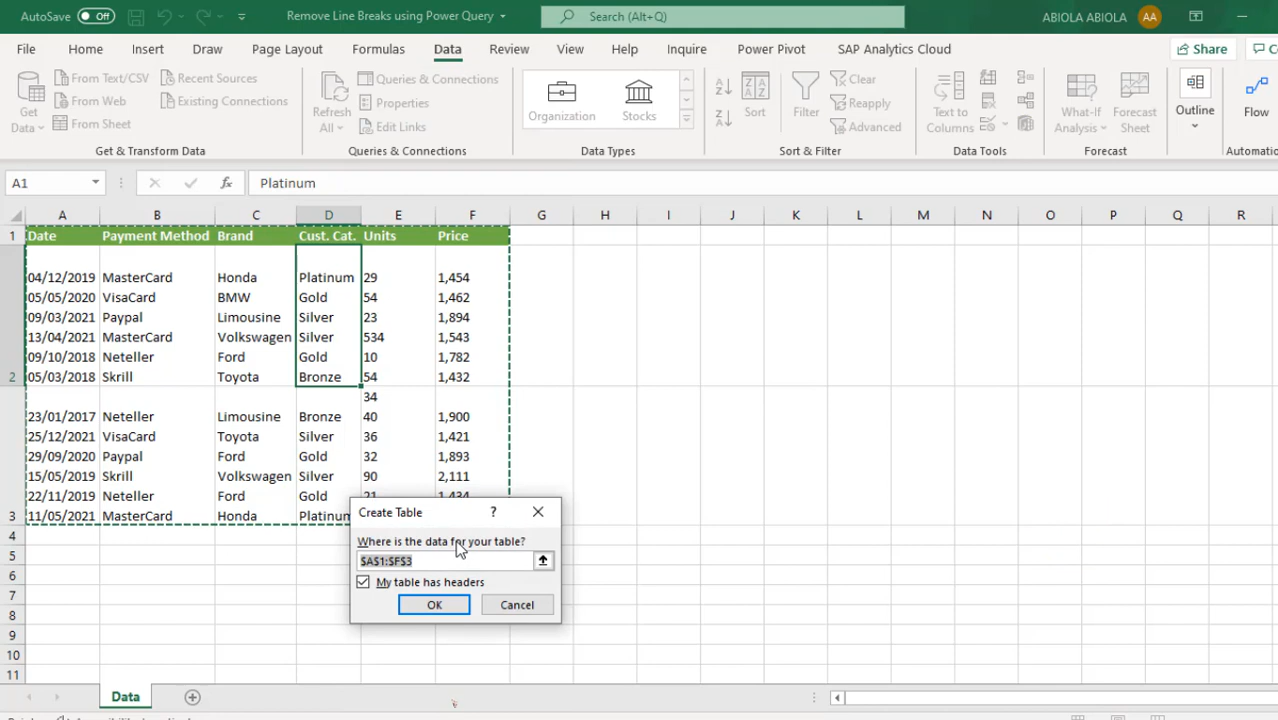 AutoSave Off Remove Line Breaks using Power Query Search (Alt+Q) ABIOLA ABIOLA AA
File Home Insert Draw Page Layout Formulas Data Review View Help Inquire Power Pivot SAP Analytics Cloud Share
Get Data
From Text/CSV
From Web
From Sheet
Recent Sources
Existing Connections
Get & Transform Data
Refresh All
Queries & Connections
Properties
Edit Links
Queries & Connections
Organization
Stocks
Data Types
Sort
Filter
Clear
Reapply
Advanced
Sort & Filter
Text to Columns
Data Tools
What-If Analysis
Forecast Sheet
Forecast
Outline
Flow
A1 fx Platinum
A B C D E F G H I J K L M N O P Q R
1 Date Payment Method Brand Cust. Cat. Units Price
04/12/2019 MasterCard Honda Platinum 29 1,454
05/05/2020 VisaCard BMW Gold 54 1,462
09/03/2021 Paypal Limousine Silver 23 1,894
13/04/2021 MasterCard Volkswagen Silver 534 1,543
09/10/2018 Neteller Ford Gold 10 1,782
2 05/03/2018 Skrill Toyota Bronze 54 1,432
34
23/01/2017 Neteller Limousine Bronze 40 1,900
25/12/2021 VisaCard Toyota Silver 36 1,421
29/09/2020 Paypal Ford Gold 32 1,893
15/05/2019 Skrill Volkswagen Silver 90 2,111
22/11/2019 Neteller Ford Gold 21 1,434
3 11/05/2021 MasterCard Honda Platinum
4
5
6
7
8
9
10
11
Create Table ?
Where is the data for your table?
$A$1:$F$3
My table has headers
OK Cancel
Data